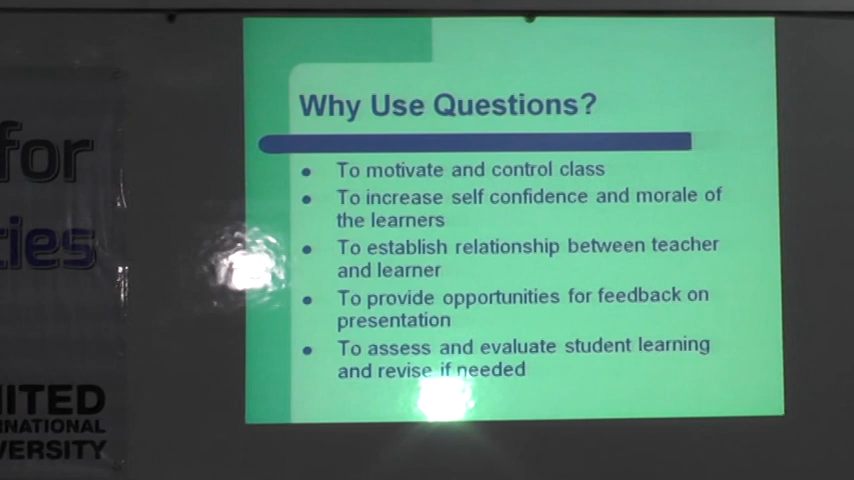 for
ties
NITED
RNATIONAL
VERSITY
Why Use Questions?
To motivate and control class
To increase self confidence and morale of
the learners
To establish relationship between teacher
and learner
To provide opportunities for feedback on
presentation
To assess and evaluate student learning
and revise if needed